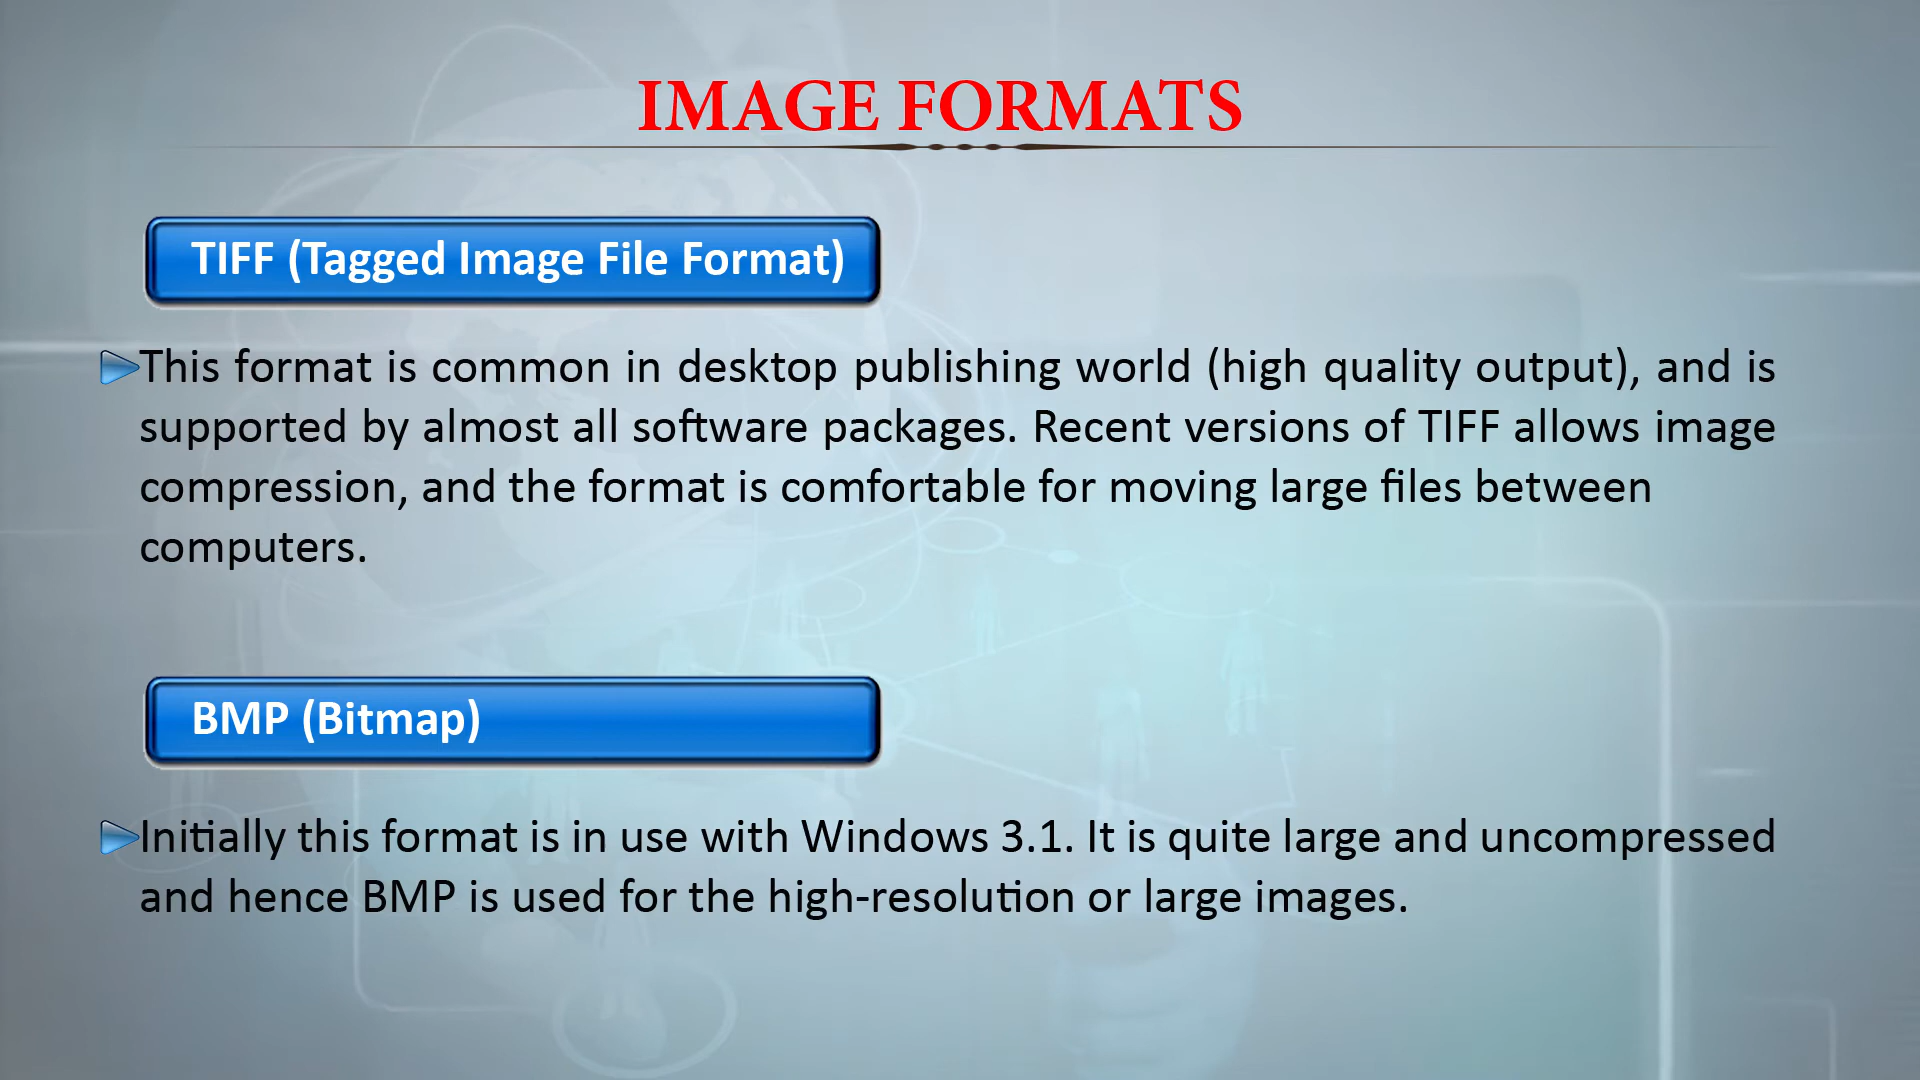 IMAGE FORMATS
TIFF (Tagged Image File Format)
This format is common in desktop publishing world (high quality output), and is
supported by almost all software packages. Recent versions of TIFF allows image
compression, and the format is comfortable for moving large files between
computers.
BMP (Bitmap)
Initially this format is in use with Windows 3.1. It is quite large and uncompressed
and hence BMP is used for the high-resolution or large images.